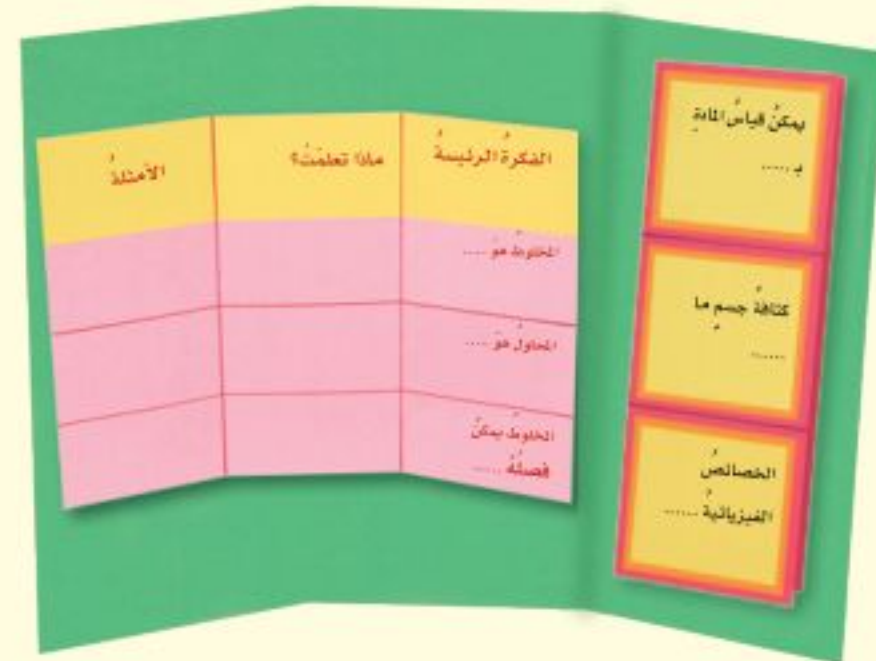 يمكنُ قياسُ المادةِ
بـ .....
كثافةُ جسمٍ ما
......
الخصائصُ
الفيزيائيةُ ......
الفكرةُ الرئيسةُ
ماذا تعلمتُ؟
الأمثلةُ
المخلوطُ هوَ ....
المحلولُ هوَ ....
المخلوطُ يمكنُ
فصلُهُ .....